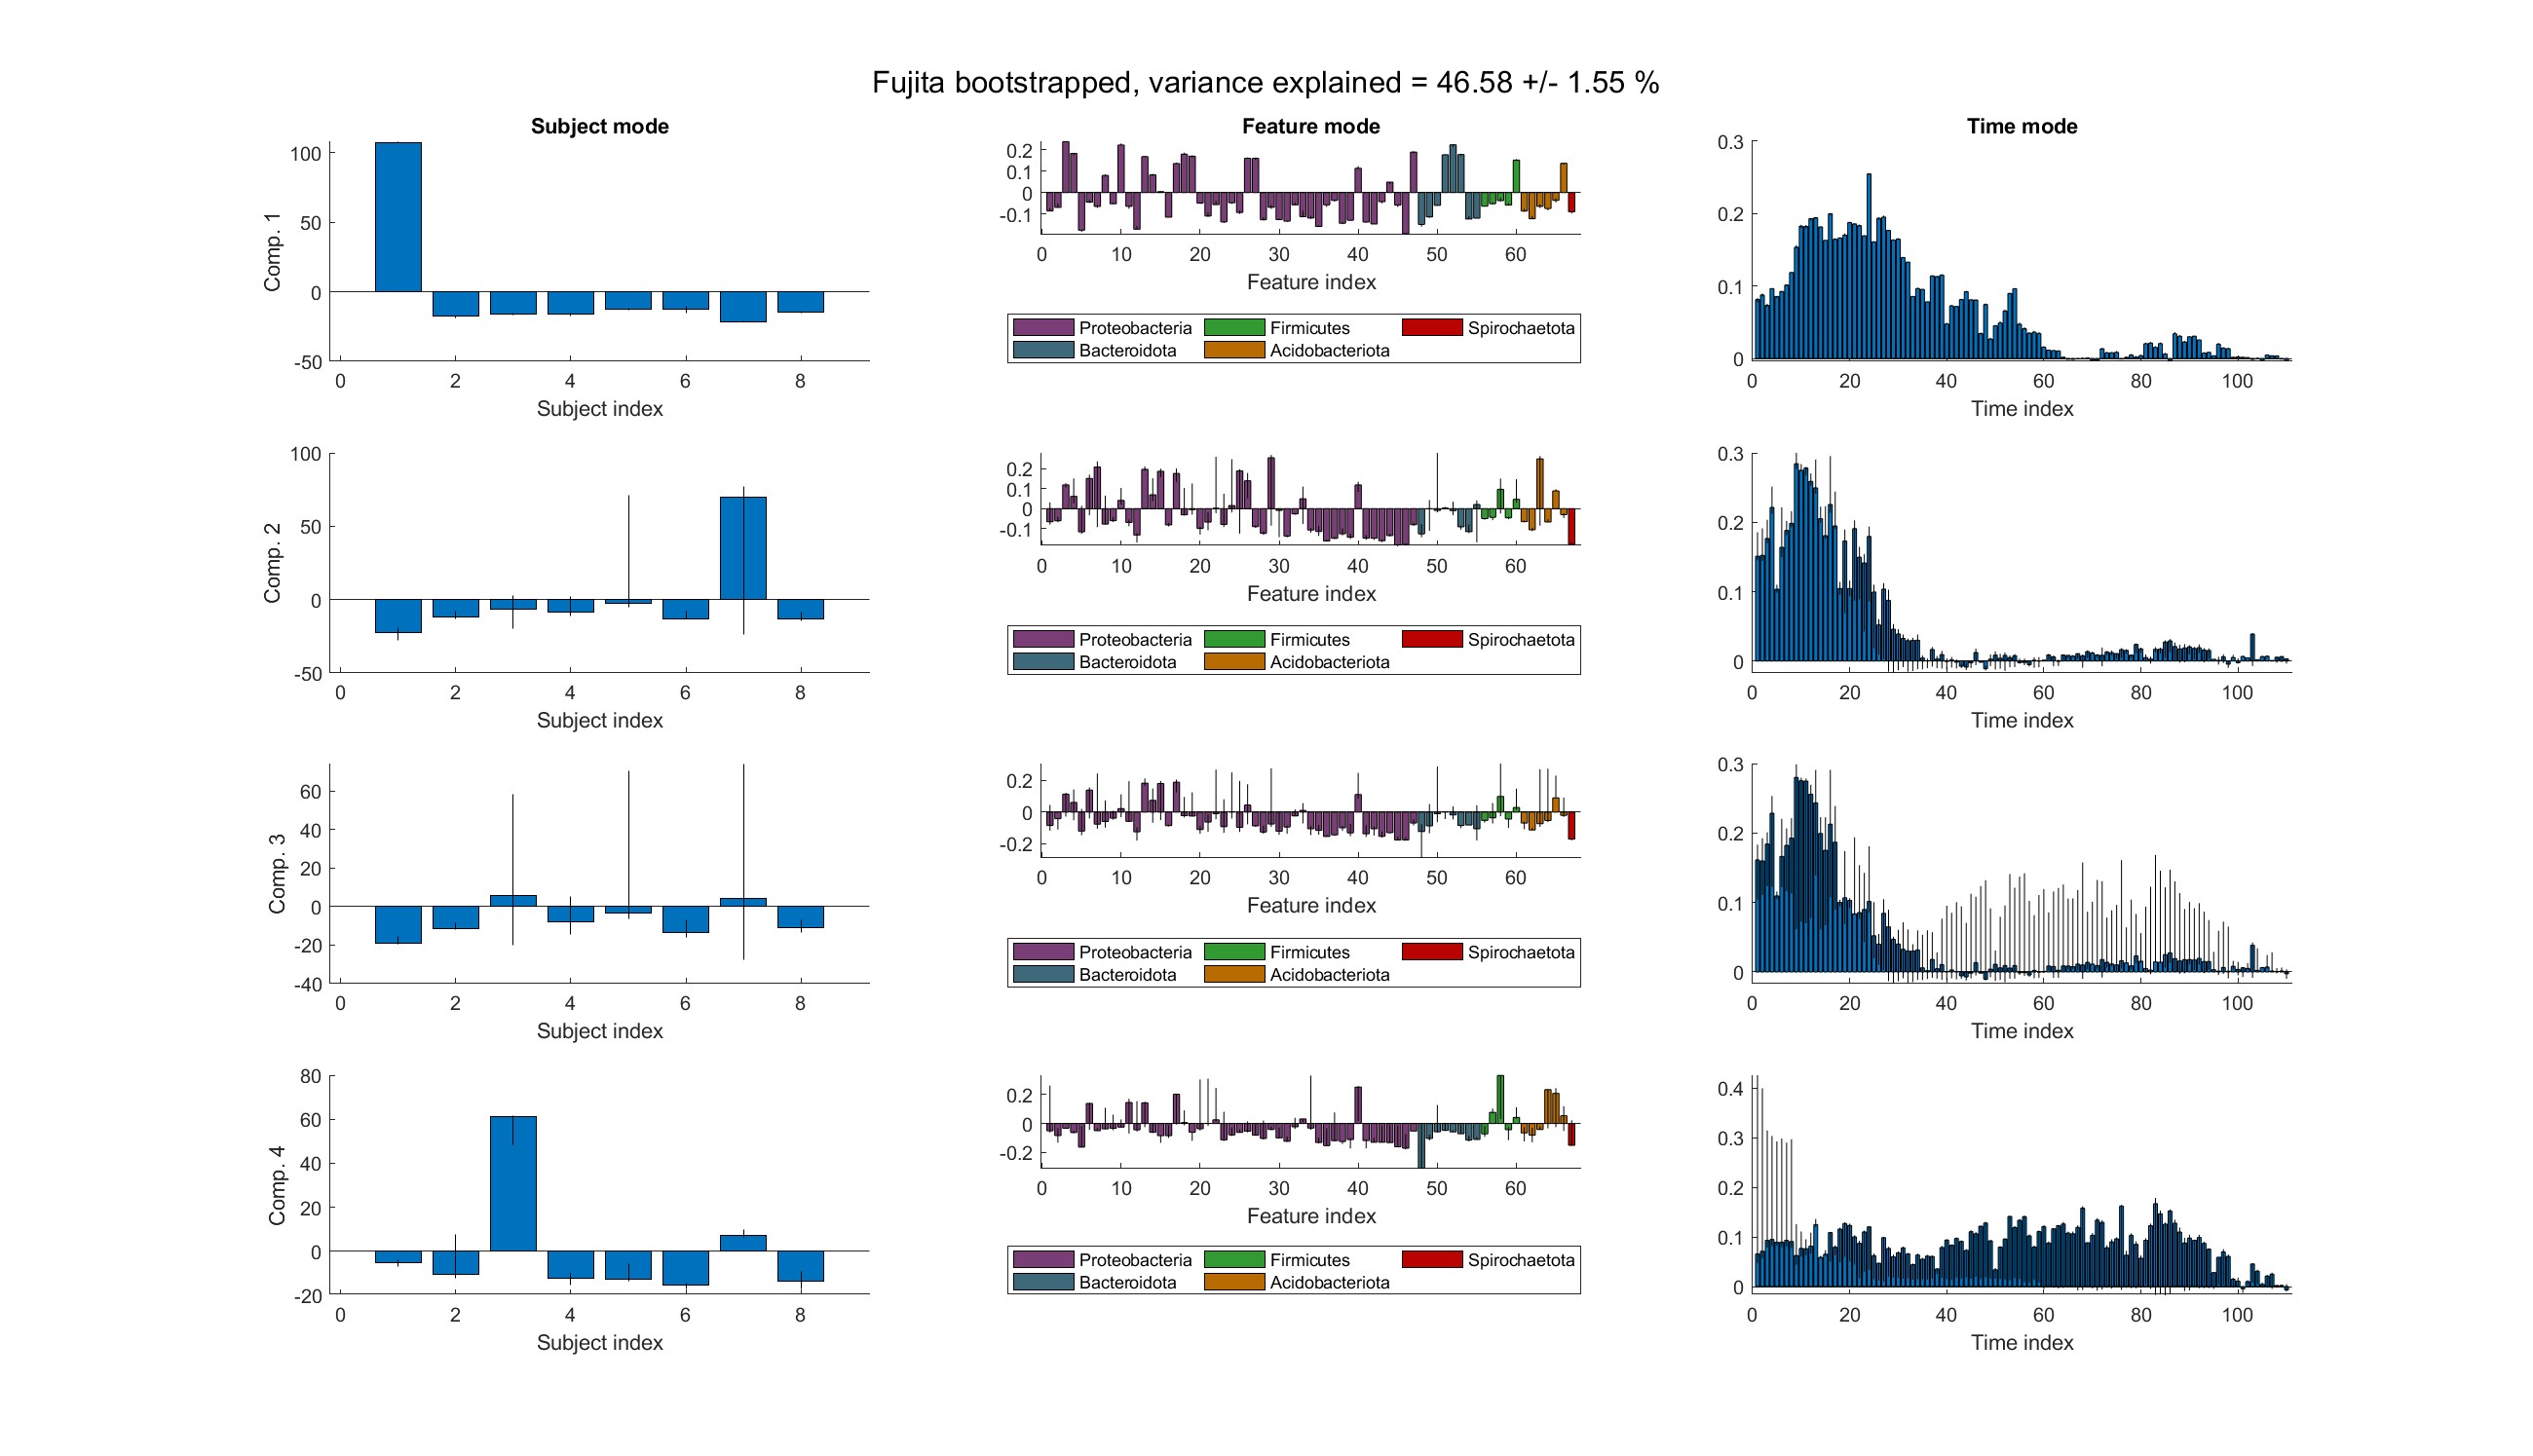 Fujita bootstrapped, variance explained = 46.58 +/- 1.55 %
Subject mode
Feature mode
Time mode
Comp. 1
100
50
0
-50
0 2 4 6 8
Subject index
0.2
0.1
0
-0.1
0 10 20 30 40 50 60
Feature index
Proteobacteria Firmicutes Spirochaetota
Bacteroidota Acidobacteriota
0.3
0.2
0.1
0
0 20 40 60 80 100
Time index
Comp. 2
100
50
0
-50
0 2 4 6 8
Subject index
0.2
0.1
0
-0.1
0 10 20 30 40 50 60
Feature index
Proteobacteria Firmicutes Spirochaetota
Bacteroidota Acidobacteriota
0.3
0.2
0.1
0
0 20 40 60 80 100
Time index
Comp. 3
60
40
20
0
-20
-40
0 2 4 6 8
Subject index
0.2
0
-0.2
0 10 20 30 40 50 60
Feature index
Proteobacteria Firmicutes Spirochaetota
Bacteroidota Acidobacteriota
0.3
0.2
0.1
0
0 20 40 60 80 100
Time index
Comp. 4
80
60
40
20
0
-20
0 2 4 6 8
Subject index
0.2
0
-0.2
0 10 20 30 40 50 60
Feature index
Proteobacteria Firmicutes Spirochaetota
Bacteroidota Acidobacteriota
0.4
0.3
0.2
0.1
0
0 20 40 60 80 100
Time index